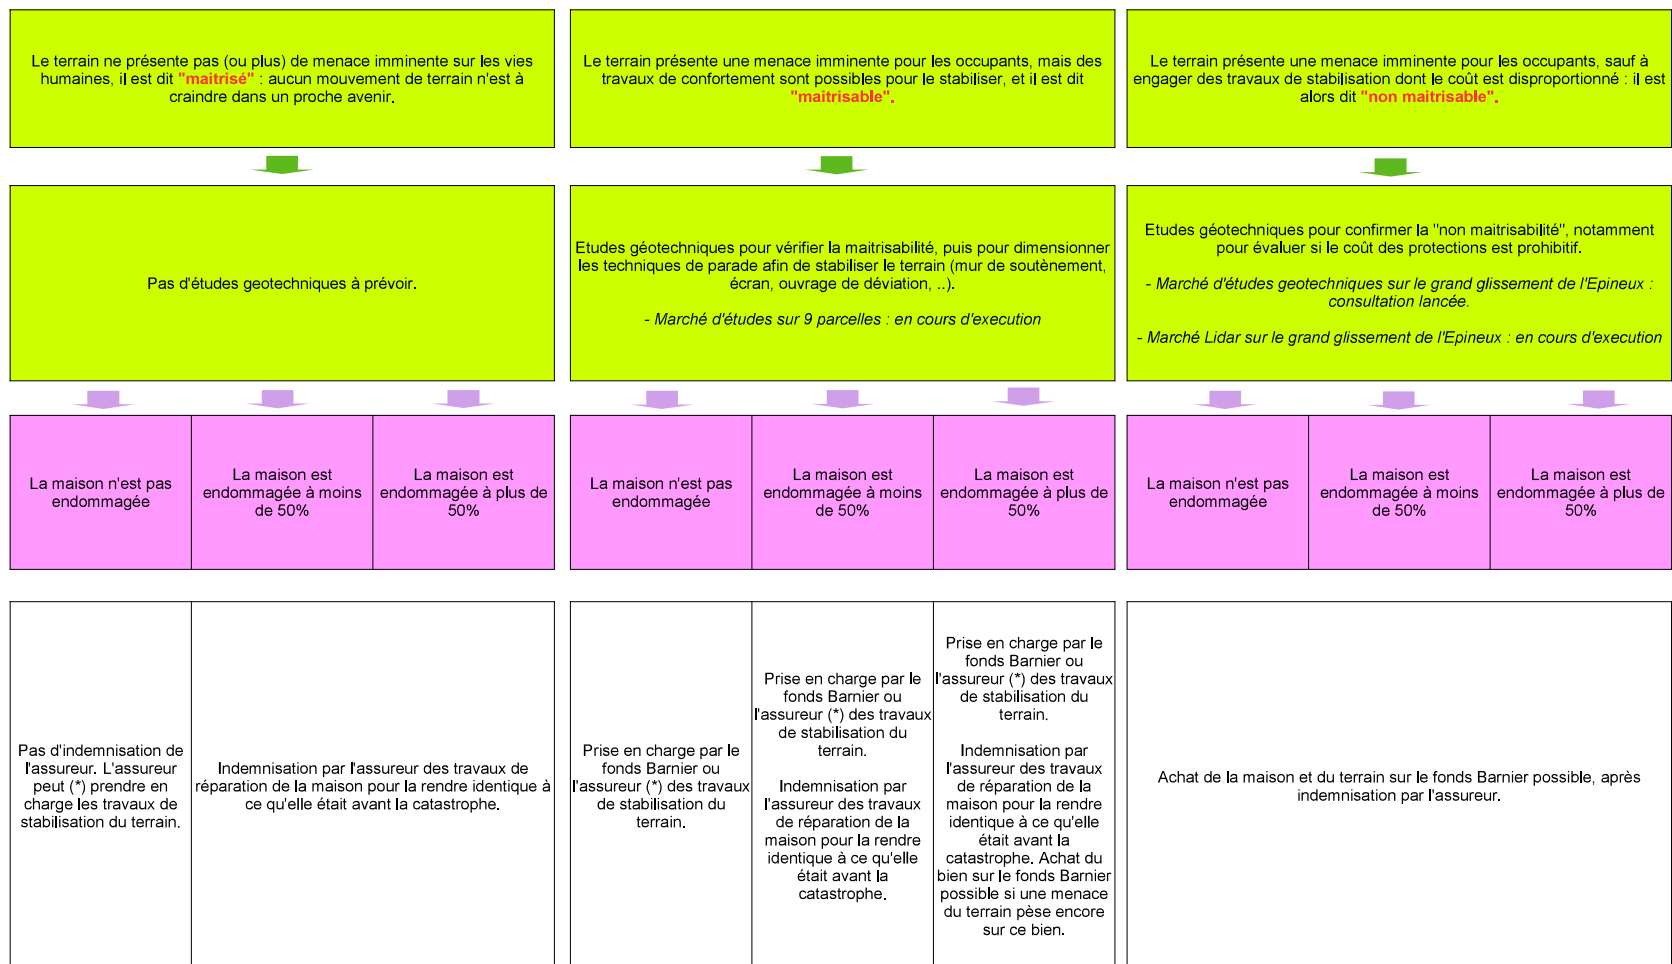 Le terrain ne présente pas (ou plus) de menace imminente sur les vies
humaines, il est dit "maitrisé" : aucun mouvement de terrain n'est à
craindre dans un proche avenir.
Le terrain présente une menace imminente pour les occupants, mais des
travaux de confortement sont possibles pour le stabiliser, et il est dit
"maitrisable".
Le terrain présente une menace imminente pour les occupants, sauf à
engager des travaux de stabilisation dont le coût est disproportionné : il est
alors dit "non maitrisable".
Pas d'études geotechniques à prévoir.
Etudes géotechniques pour vérifier la maitrisabilité, puis pour dimensionner
les techniques de parade afin de stabiliser le terrain (mur de soutènement,
écran, ouvrage de déviation, ..).
- Marché d'études sur 9 parcelles : en cours d'execution
Etudes géotechniques pour confirmer la "non maitrisabilité", notamment
pour évaluer si le coût des protections est prohibitif.
- Marché d'études geotechniques sur le grand glissement de l'Epineux :
consultation lancée.
- Marché Lidar sur le grand glissement de l'Epineux : en cours d'execution
La maison n'est pas
endommagée
La maison est
endommagée à moins
de 50%
La maison est
endommagée à plus de
50%
La maison n'est pas
endommagée
La maison est
endommagée à moins
de 50%
La maison est
endommagée à plus de
50%
La maison n'est pas
endommagée
La maison est
endommagée à moins
de 50%
La maison est
endommagée à plus de
50%
Pas d'indemnisation de
l'assureur. L'assureur
peut (*) prendre en
charge les travaux de
stabilisation du terrain.
Indemnisation par l'assureur des travaux de
réparation de la maison pour la rendre identique à
ce qu'elle était avant la catastrophe.
Prise en charge par le
fonds Barnier ou
l'assureur (*) des travaux
de stabilisation du
terrain.
Prise en charge par le
fonds Barnier ou
l'assureur (*) des travaux
de stabilisation du
terrain.
Indemnisation par
l'assureur des travaux
de réparation de la
maison pour la rendre
identique à ce qu'elle
était avant la
catastrophe.
Prise en charge par le
fonds Barnier ou
l'assureur (*) des travaux
de stabilisation du
terrain.
Indemnisation par
l'assureur des travaux
de réparation de la
maison pour la rendre
identique à ce qu'elle
était avant la
catastrophe. Achat du
bien sur le fonds Barnier
possible si une menace
du terrain pèse encore
sur ce bien.
Achat de la maison et du terrain sur le fonds Barnier possible, après
indemnisation par l'assureur.